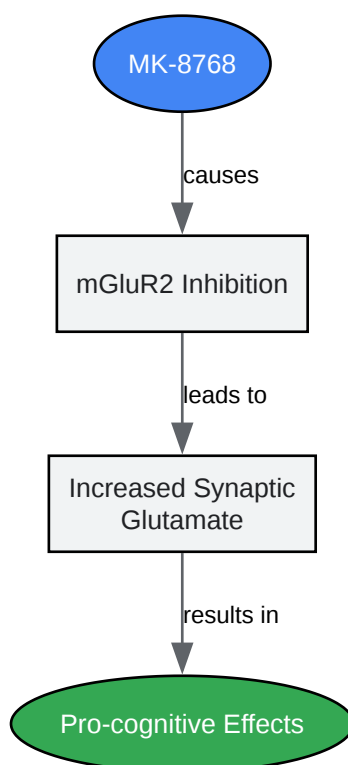 MK-8768
causes
mGluR2 Inhibition
leads to
Increased Synaptic
Glutamate
results in
Pro-cognitive Effects